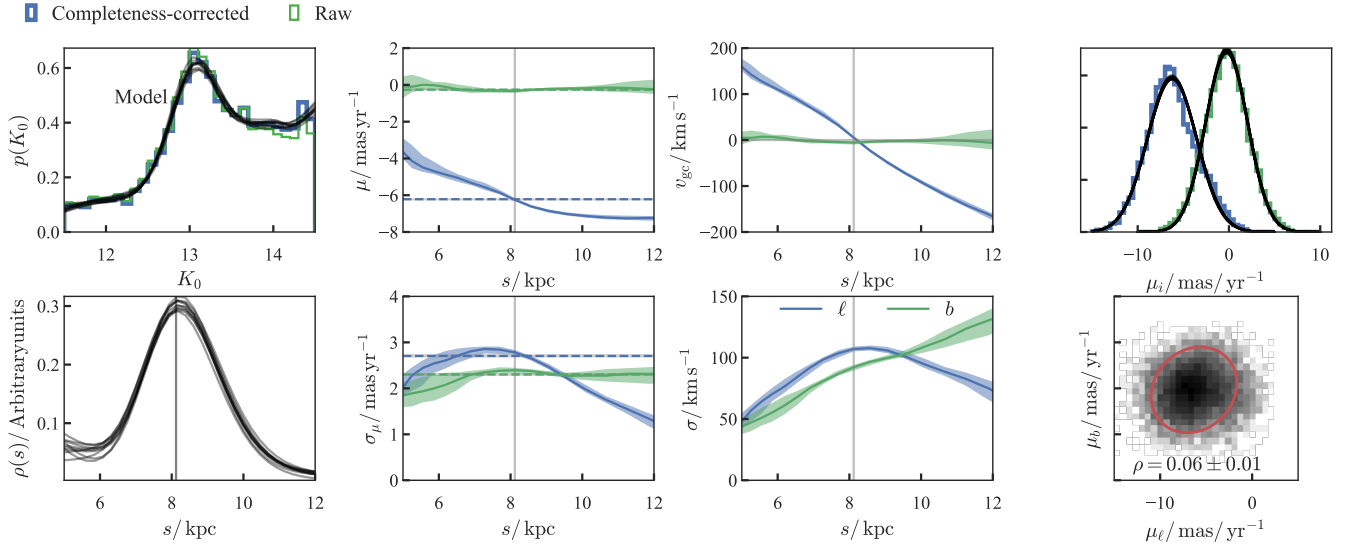 Completeness-corrected
Raw
0.6
0.4
0.2
0.0
p(K₀)
Model
12
13
14
K₀
2
0
−2
−4
−6
−8
μ/ mas yr⁻¹
6
8
10
12
s/ kpc
200
100
0
−100
−200
v_gc/ km s⁻¹
6
8
10
12
s/ kpc
−10
0
10
μ_i/ mas/ yr⁻¹
0.3
0.2
0.1
ρ(s)/ Arbitraryunits
6
8
10
12
s/ kpc
4
3
2
1
0
σ_μ/ mas yr⁻¹
6
8
10
12
s/ kpc
150
100
50
0
σ/ km s⁻¹
ℓ
b
6
8
10
12
s/ kpc
μ_b/ mas/ yr⁻¹
ρ = 0.06 ± 0.01
−10
0
μ_ℓ/ mas/ yr⁻¹